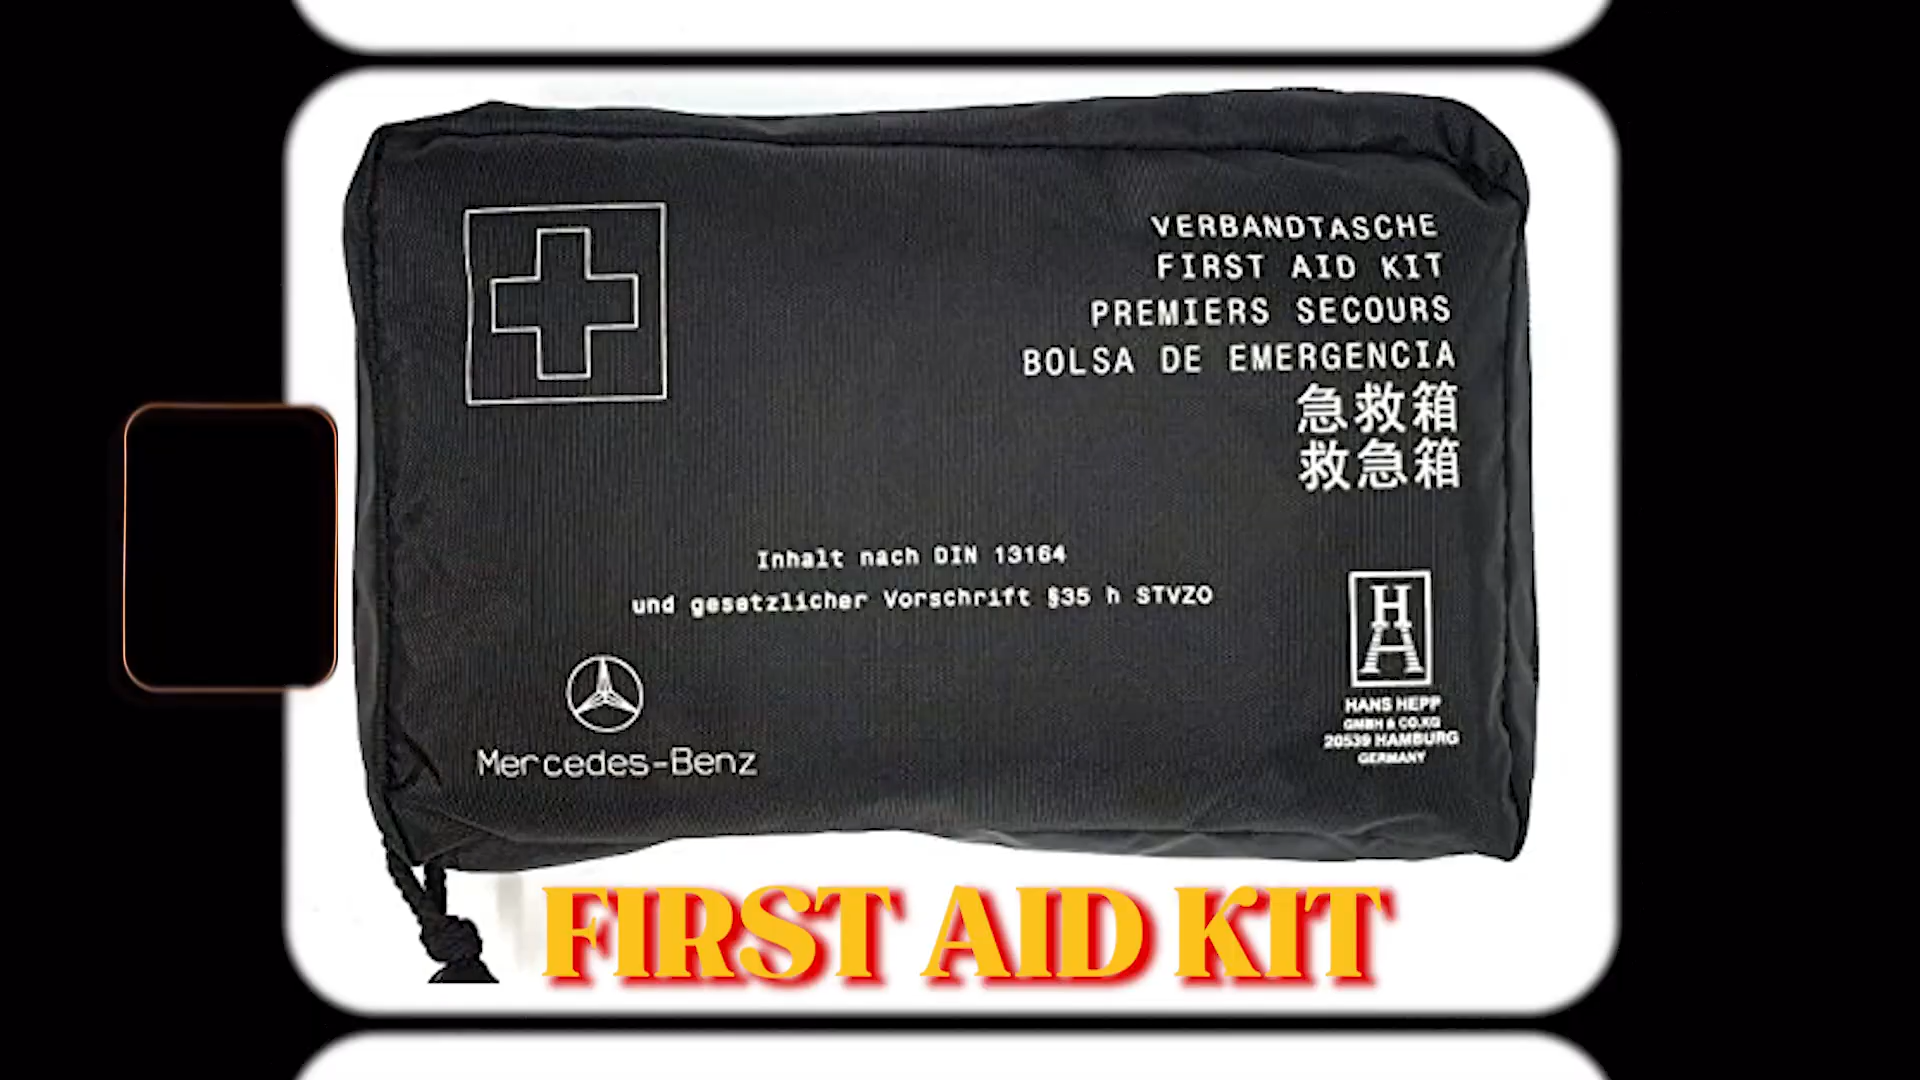 VERBANDTASCHE
FIRST AID KIT
PREMIERS SECOURS
BOLSA DE EMERGENCIA
急救箱
救急箱
Inhalt nach DIN 13164
und gesetzlicher Vorschrift §35 h STVZO
Mercedes-Benz
HA
HANS HEPP
GMBH & CO.KG
20539 HAMBURG
GERMANY
FIRST AID KIT